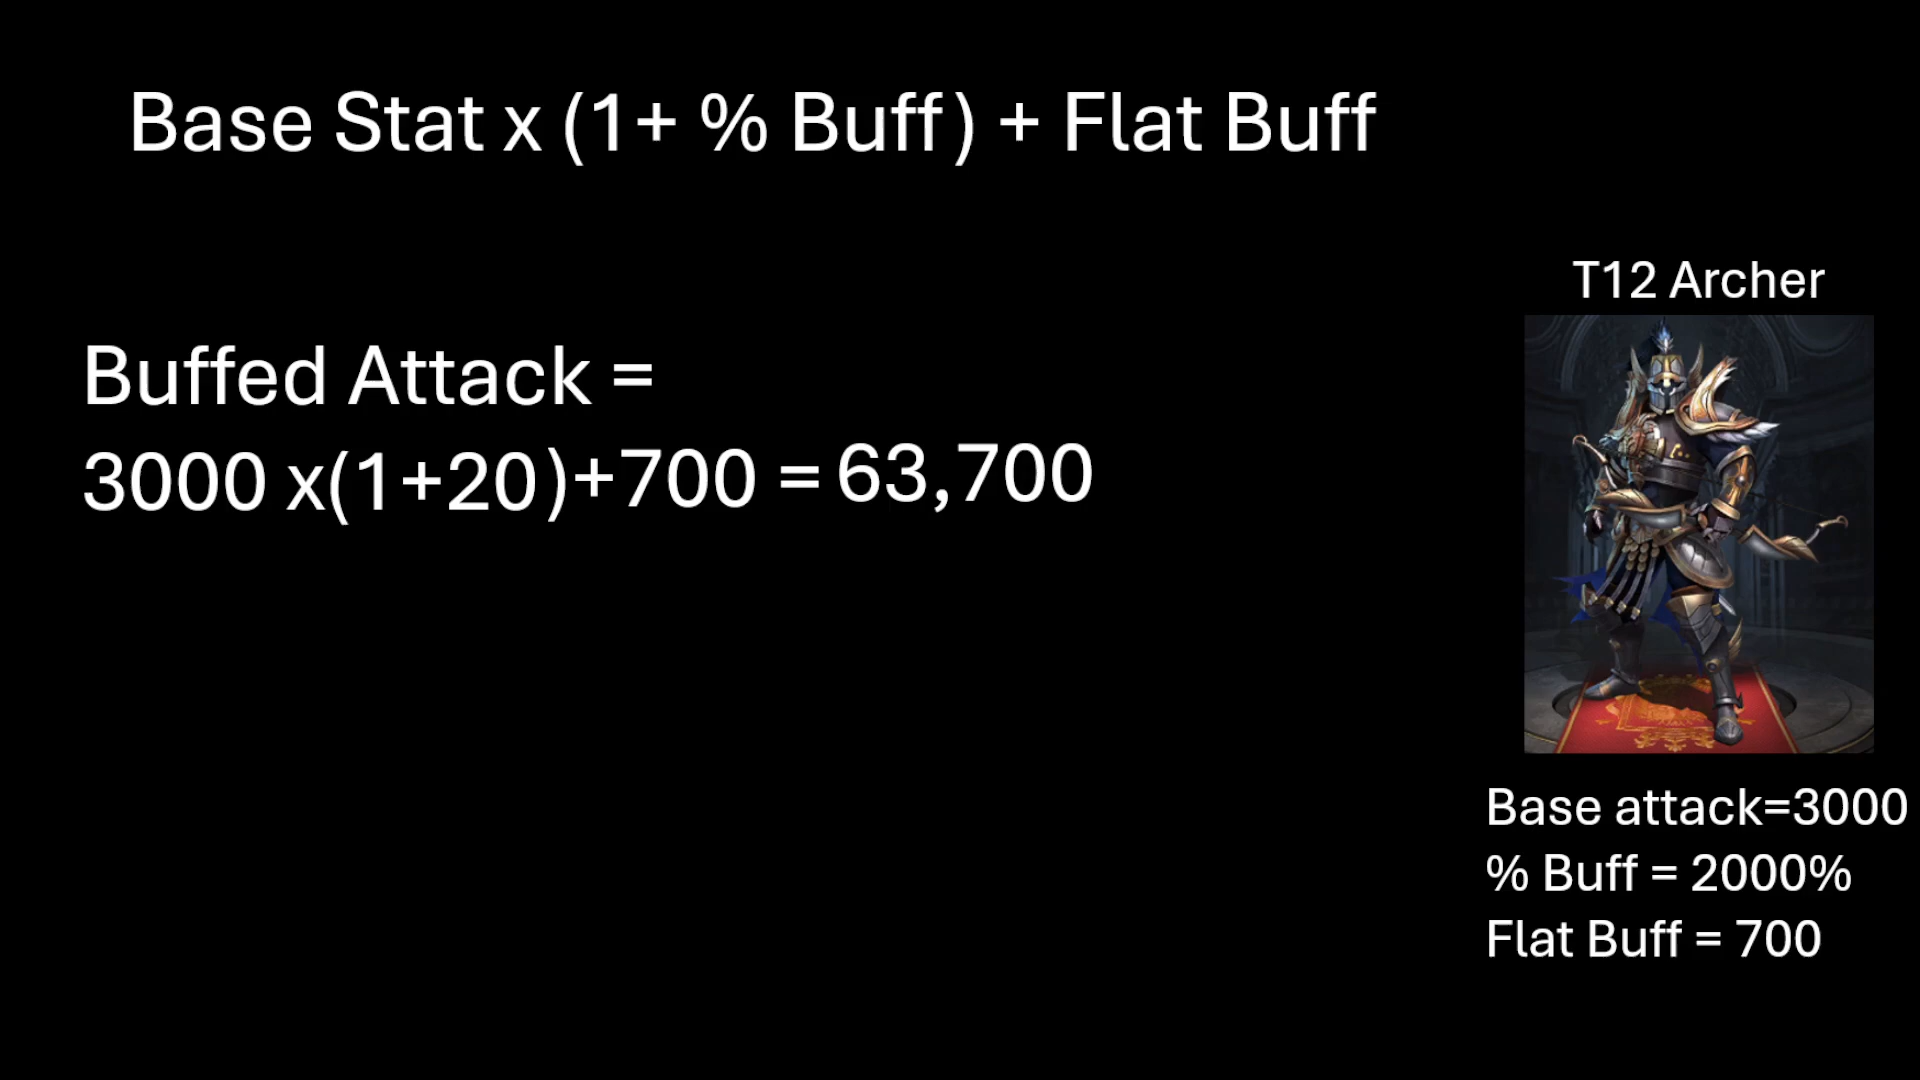 Base Stat x (1+ % Buff) + Flat Buff
Buffed Attack =
3000 x(1+20)+700 = 63,700
T12 Archer
Base attack=3000
% Buff = 2000%
Flat Buff = 700